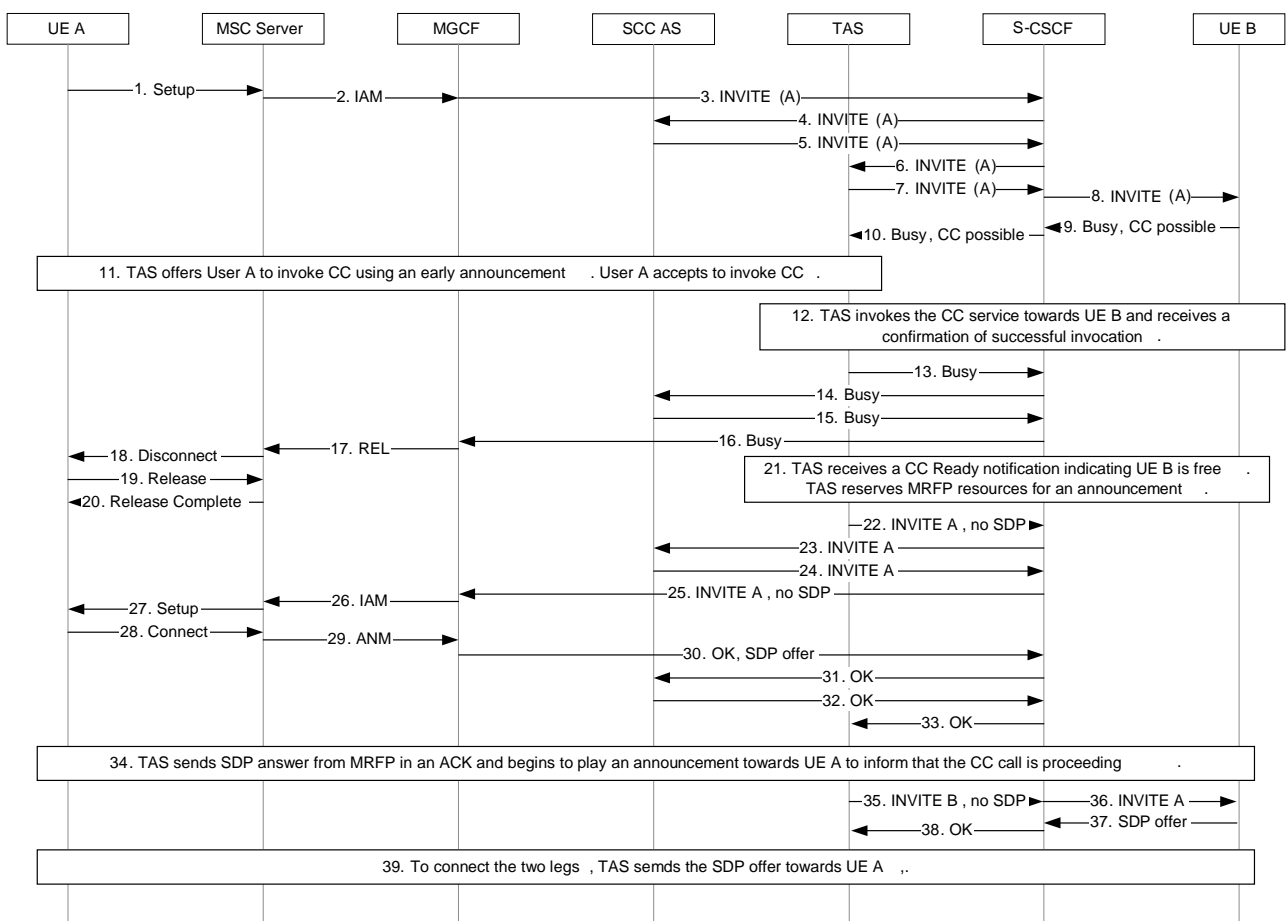 UE A
MSC Server
MGCF
SCC AS
TAS
S-CSCF
UE B
1. Setup
2. IAM
3. INVITE (A)
4. INVITE (A)
5. INVITE (A)
6. INVITE (A)
7. INVITE (A)
8. INVITE (A)
9. Busy, CC possible
10. Busy, CC possible
11. TAS offers User A to invoke CC using an early announcement . User A accepts to invoke CC .
12. TAS invokes the CC service towards UE B and receives a
confirmation of successful invocation .
13. Busy
14. Busy
15. Busy
16. Busy
17. REL
18. Disconnect
19. Release
20. Release Complete
21. TAS receives a CC Ready notification indicating UE B is free .
TAS reserves MRFP resources for an announcement .
22. INVITE A , no SDP
23. INVITE A
24. INVITE A
25. INVITE A , no SDP
26. IAM
27. Setup
28. Connect
29. ANM
30. OK, SDP offer
31. OK
32. OK
33. OK
34. TAS sends SDP answer from MRFP in an ACK and begins to play an announcement towards UE A to inform that the CC call is proceeding .
35. INVITE B , no SDP
36. INVITE A
37. SDP offer
38. OK
39. To connect the two legs , TAS semds the SDP offer towards UE A ,.